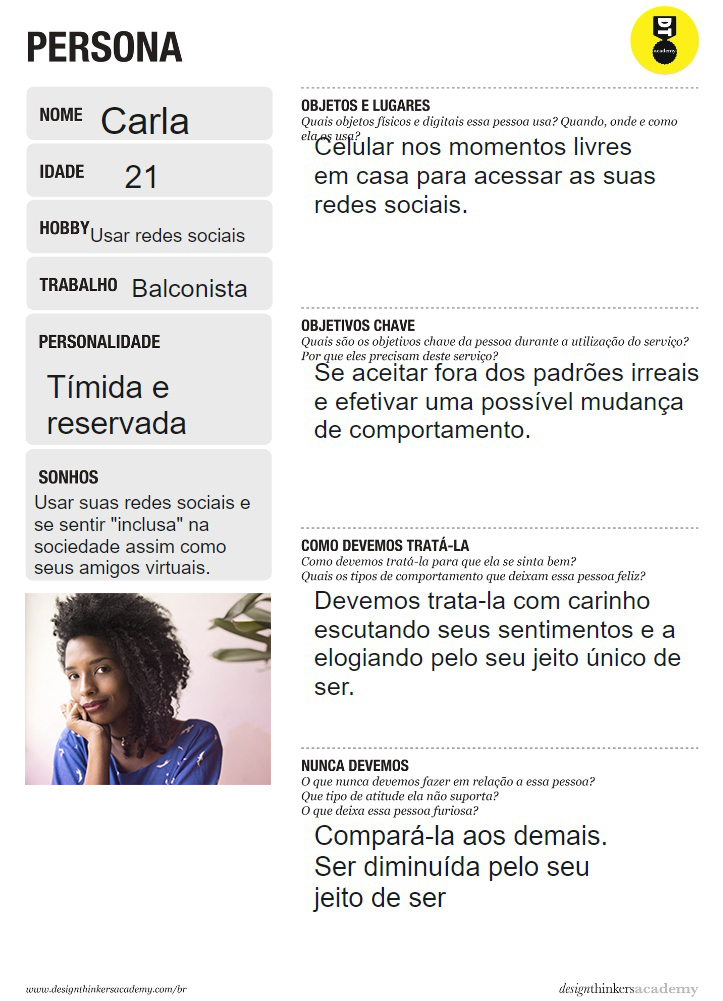 PERSONA
DT
academy
NOME Carla
IDADE 21
HOBBY Usar redes sociais
TRABALHO Balconista
PERSONALIDADE
Tímida e
reservada
SONHOS
Usar suas redes sociais e
se sentir "inclusa" na
sociedade assim como
seus amigos virtuais.
OBJETOS E LUGARES
Quais objetos físicos e digitais essa pessoa usa? Quando, onde e como
ela os usa?
Celular nos momentos livres
em casa para acessar as suas
redes sociais.
OBJETIVOS CHAVE
Quais são os objetivos chave da pessoa durante a utilização do serviço?
Por que eles precisam deste serviço?
Se aceitar fora dos padrões irreais
e efetivar uma possível mudança
de comportamento.
COMO DEVEMOS TRATÁ-LA
Como devemos tratá-la para que ela se sinta bem?
Quais os tipos de comportamento que deixam essa pessoa feliz?
Devemos trata-la com carinho
escutando seus sentimentos e a
elogiando pelo seu jeito único de
ser.
NUNCA DEVEMOS
O que nunca devemos fazer em relação a essa pessoa?
Que tipo de atitude ela não suporta?
O que deixa essa pessoa furiosa?
Compará-la aos demais.
Ser diminuída pelo seu
jeito de ser
www.designthinkersacademy.com/br
designthinkersacademy